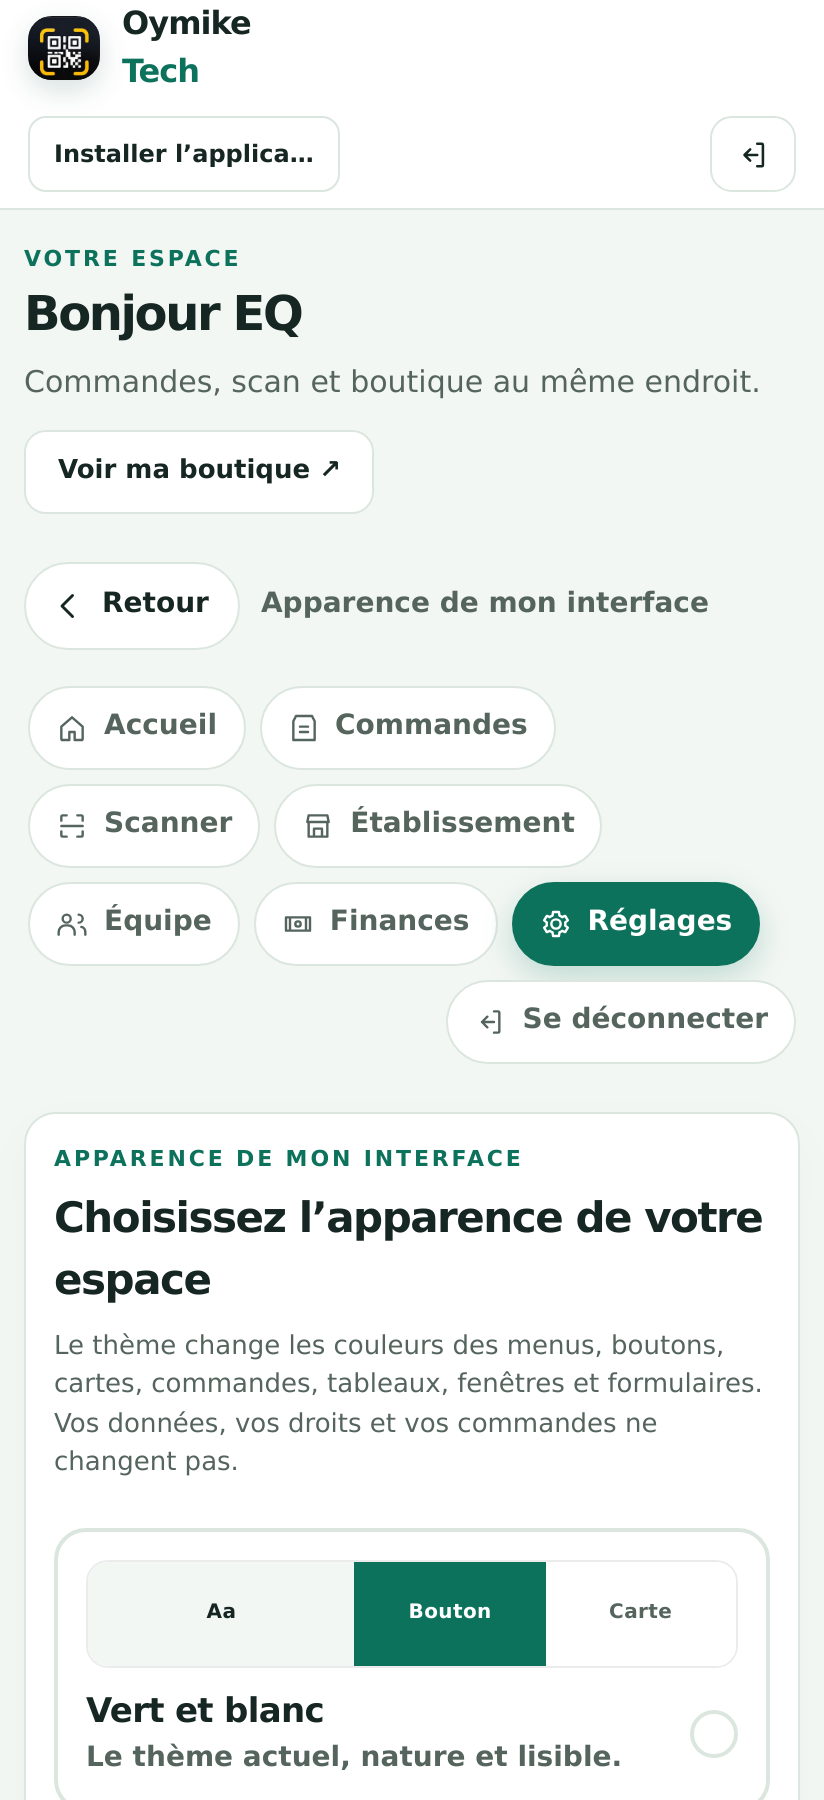 Oymike
Tech
Installer l’applica...
VOTRE ESPACE
Bonjour EQ
Commandes, scan et boutique au même endroit.
Voir ma boutique ↗
Retour
Apparence de mon interface
Accueil
Commandes
Scanner
Établissement
Équipe
Finances
Réglages
Se déconnecter
APPARENCE DE MON INTERFACE
Choisissez l’apparence de votre
espace
Le thème change les couleurs des menus, boutons,
cartes, commandes, tableaux, fenêtres et formulaires.
Vos données, vos droits et vos commandes ne
changent pas.
Aa
Bouton
Carte
Vert et blanc
Le thème actuel, nature et lisible.